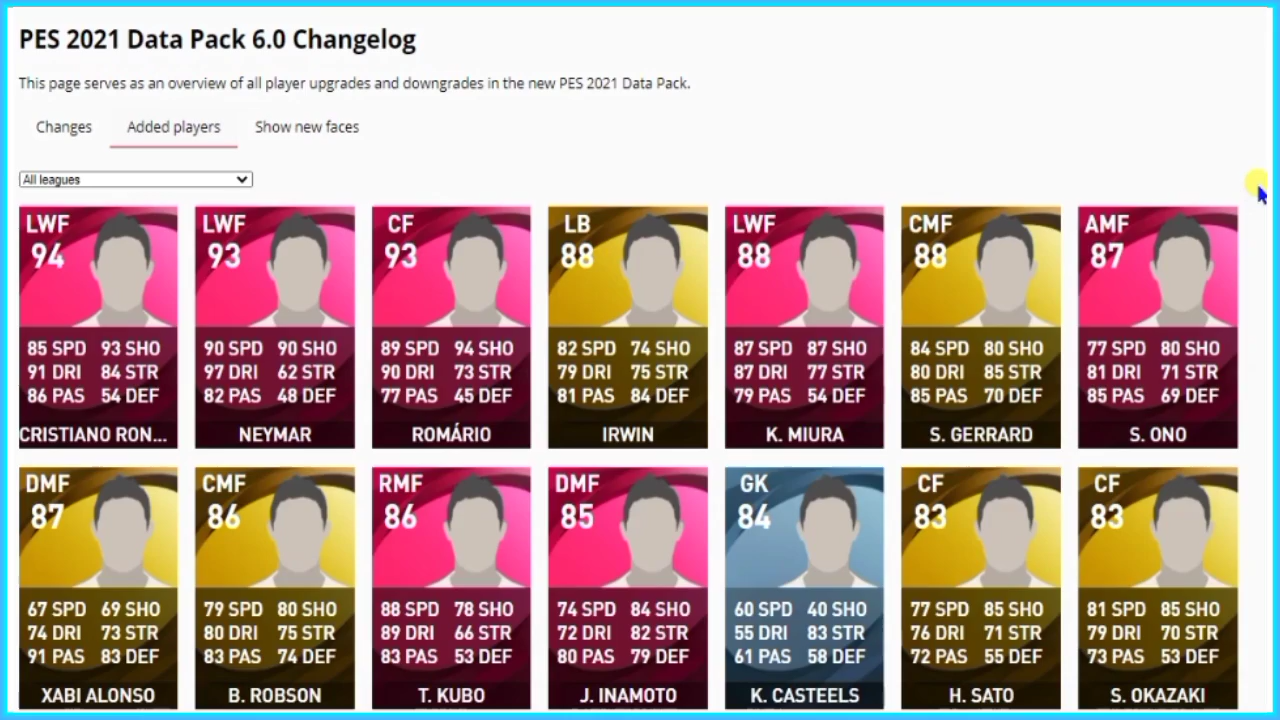 PES 2021 Data Pack 6.0 Changelog
This page serves as an overview of all player upgrades and downgrades in the new PES 2021 Data Pack.
Changes Added players Show new faces
All leagues
LWF LWF CF LB LWF CMF AMF
94 93 93 88 88 88 87
85 SPD 93 SHO 90 SPD 90 SHO 89 SPD 94 SHO 82 SPD 74 SHO 87 SPD 87 SHO 84 SPD 80 SHO 77 SPD 80 SHO
91 DRI 84 STR 97 DRI 62 STR 90 DRI 73 STR 79 DRI 75 STR 87 DRI 77 STR 80 DRI 85 STR 81 DRI 71 STR
86 PAS 54 DEF 82 PAS 48 DEF 77 PAS 45 DEF 81 PAS 84 DEF 79 PAS 54 DEF 85 PAS 70 DEF 85 PAS 69 DEF
CRISTIANO RON... NEYMAR ROMÁRIO IRWIN K. MIURA S. GERRARD S. ONO
DMF CMF RMF DMF GK CF CF
87 86 86 85 84 83 83
67 SPD 69 SHO 79 SPD 80 SHO 88 SPD 78 SHO 74 SPD 84 SHO 60 SPD 40 SHO 77 SPD 85 SHO 81 SPD 85 SHO
74 DRI 73 STR 80 DRI 75 STR 89 DRI 66 STR 72 DRI 82 STR 55 DRI 83 STR 76 DRI 71 STR 79 DRI 70 STR
91 PAS 83 DEF 83 PAS 74 DEF 83 PAS 53 DEF 80 PAS 79 DEF 61 PAS 58 DEF 72 PAS 55 DEF 73 PAS 53 DEF
XABI ALONSO B. ROBSON T. KUBO J. INAMOTO K. CASTEELS H. SATO S. OKAZAKI